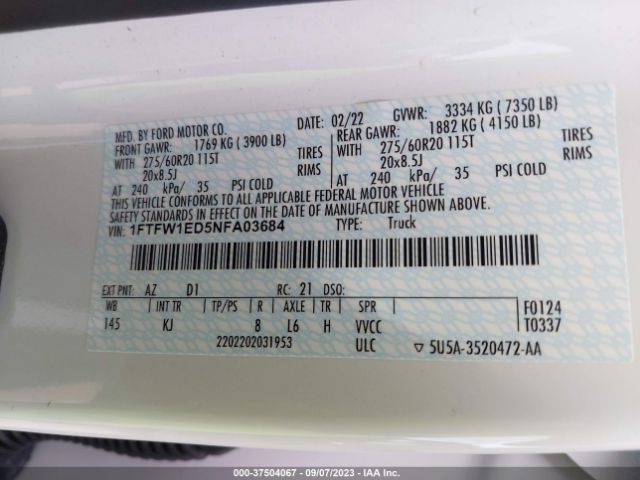 MFD. BY FORD MOTOR CO. 02/22 GVWR: 3334 KG ( 7350 LB)
FRONT GAWR: 1769 KG ( 3900 LB) REAR GAWR: 1882 KG ( 4150 LB)
WITH 275/60R20 115T TIRES WITH 275/60R20 115T TIRES
20x8.5J RIMS 20x8.5J RIMS
AT 240 kPa/ 35 PSI COLD AT 240 kPa/ 35 PSI COLD
THIS VEHICLE CONFORMS TO ALL APPLICABLE FEDERAL MOTOR VEHICLE
SAFETY STANDARDS IN EFFECT ON THE DATE OF MANUFACTURE SHOWN ABOVE.
VIN: 1FTFW1ED5NFA03684 TYPE: Truck
EXT PNT: AZ D1 RC: 21 DSO:
WB INT TR TP/PS R AXLE TR SPR F0124
145 KJ 8 L6 H VVCC T0337
2202202031953 ULC ▽ 5U5A-3520472-AA
000-37504067 - 09/07/2023 - IAA Inc.